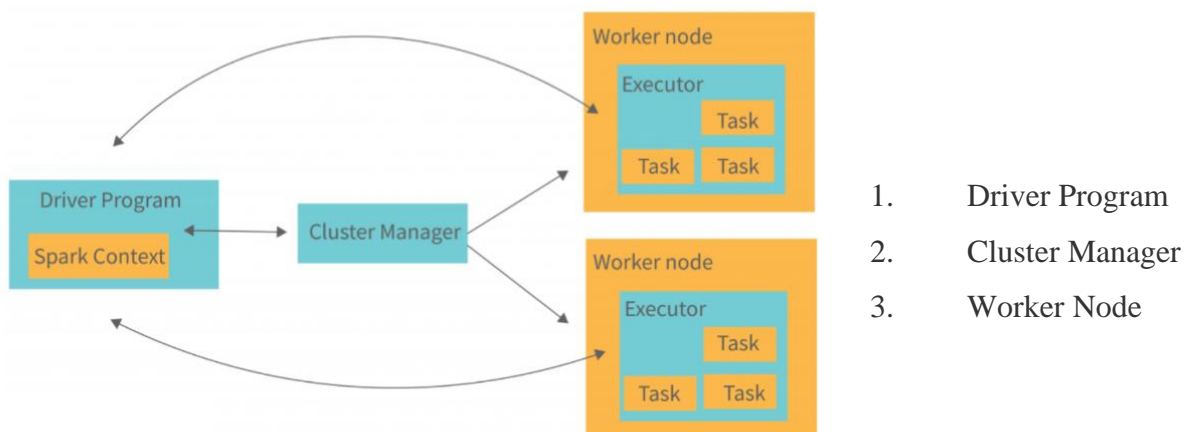 Worker node
Executor
Task
Task Task
Driver Program
Spark Context
Cluster Manager
Worker node
Executor
Task
Task Task
1. Driver Program
2. Cluster Manager
3. Worker Node